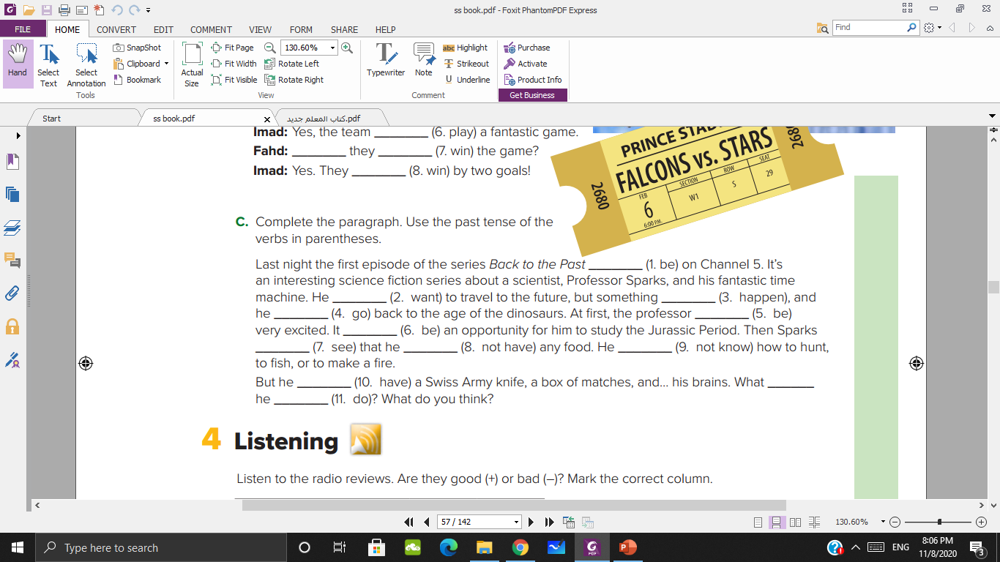 ss book.pdf - Foxit PhantomPDF Express
FILE HOME CONVERT EDIT COMMENT VIEW FORM SHARE HELP
Find
Hand
Select Text
Select Annotation
SnapShot
Clipboard
Bookmark
Tools
Actual Size
Fit Page
Fit Width
Fit Visible
130.60%
Rotate Left
Rotate Right
View
Typewriter
Note
abc Highlight
T Strikeout
U Underline
Comment
Purchase
Activate
Product Info
Get Business
Start
ss book.pdf
كتاب المعلم جديد.pdf
Imad: Yes, the team ________ (6. play) a fantastic game.
Fahd: ________ they ________ (7. win) the game?
Imad: Yes. They ________ (8. win) by two goals!
PRINCE STAD
FALCONS vs. STARS
2680
FEB
6
6:00 P.M.
SECTION
W1
ROW
S
SEAT
29
2680
C. Complete the paragraph. Use the past tense of the
verbs in parentheses.
Last night the first episode of the series Back to the Past ________ (1. be) on Channel 5. It's
an interesting science fiction series about a scientist, Professor Sparks, and his fantastic time
machine. He ________ (2. want) to travel to the future, but something ________ (3. happen), and
he ________ (4. go) back to the age of the dinosaurs. At first, the professor ________ (5. be)
very excited. It ________ (6. be) an opportunity for him to study the Jurassic Period. Then Sparks
________ (7. see) that he ________ (8. not have) any food. He ________ (9. not know) how to hunt,
to fish, or to make a fire.
But he ________ (10. have) a Swiss Army knife, a box of matches, and... his brains. What _______
he ________ (11. do)? What do you think?
4 Listening
Listen to the radio reviews. Are they good (+) or bad (–)? Mark the correct column.
57 / 142
130.60%
Type here to search
ENG
8:06 PM
11/8/2020
3